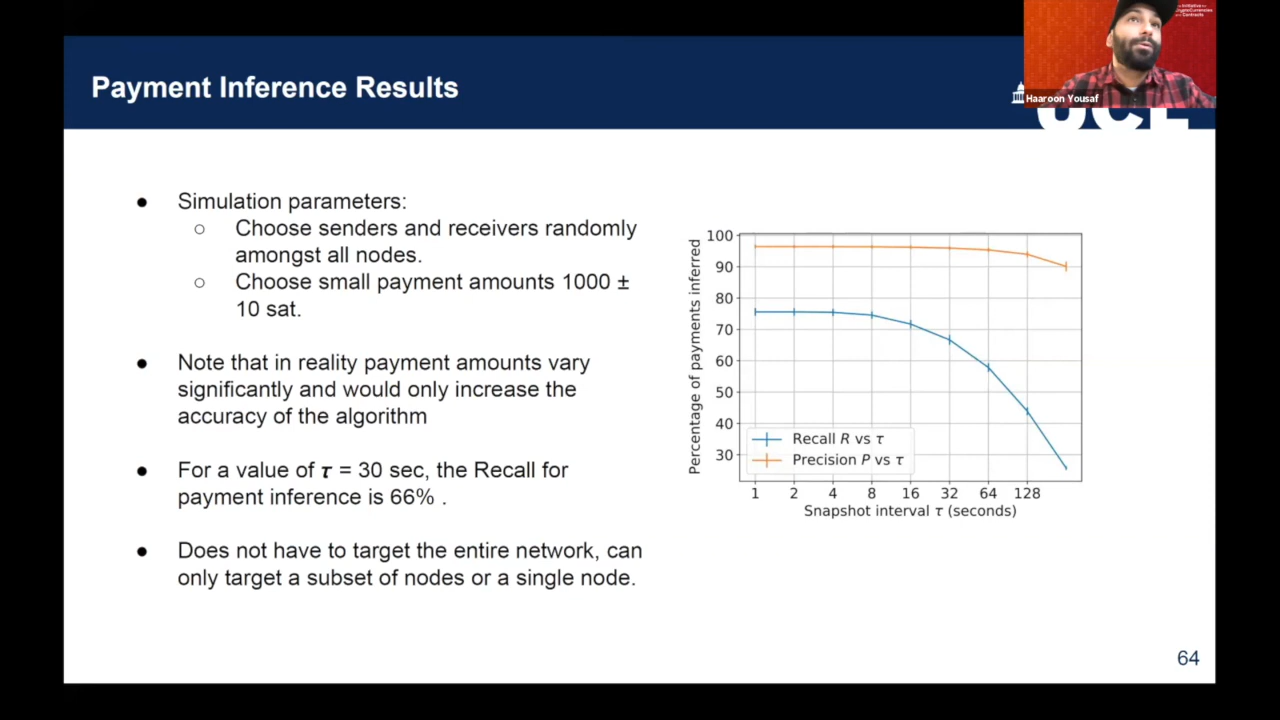 Initiative for
CryptoCurrencies
Contracts
Haaroon Yousaf
Payment Inference Results
UCL
● Simulation parameters:
○ Choose senders and receivers randomly
amongst all nodes.
○ Choose small payment amounts 1000 ±
10 sat.
● Note that in reality payment amounts vary
significantly and would only increase the
accuracy of the algorithm
● For a value of τ = 30 sec, the Recall for
payment inference is 66% .
● Does not have to target the entire network, can
only target a subset of nodes or a single node.
Percentage of payments inferred
100
90
80
70
60
50
40
30
Recall R vs τ
Precision P vs τ
1 2 4 8 16 32 64 128
Snapshot interval τ (seconds)
64